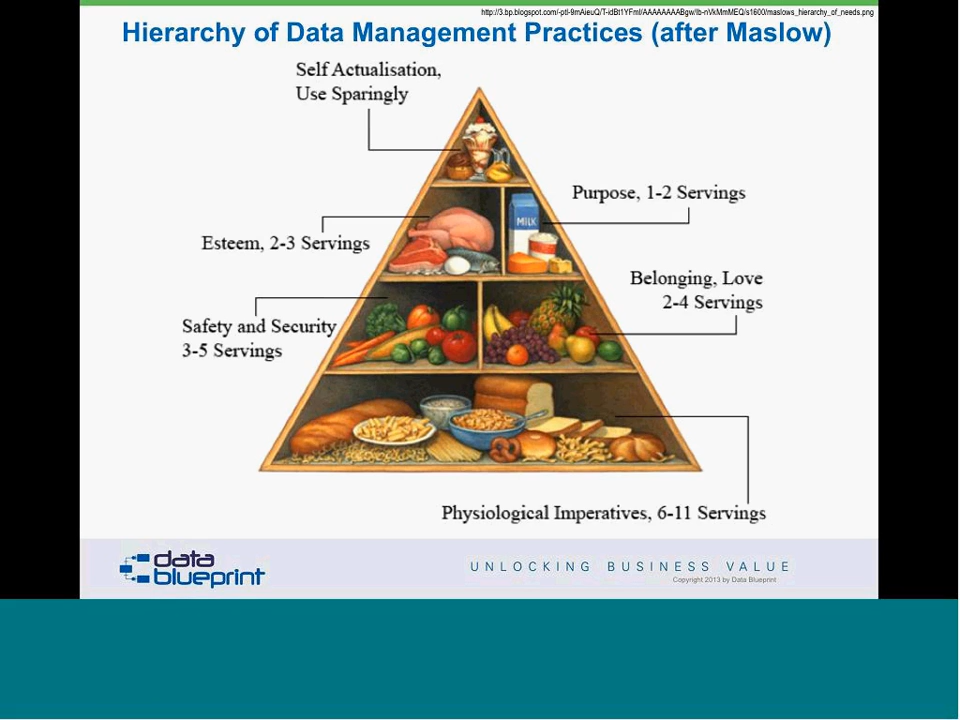 http://3.bp.blogspot.com/-ptl-9mAieuQ/T-idBt1YFmI/AAAAAAAABgw/lb-nVkMmMEQ/s1600/maslows_hierarchy_of_needs.png
Hierarchy of Data Management Practices (after Maslow)
Self Actualisation,
Use Sparingly
Purpose, 1-2 Servings
MILK
Esteem, 2-3 Servings
Belonging, Love
2-4 Servings
Safety and Security
3-5 Servings
Physiological Imperatives, 6-11 Servings
data
blueprint
UNLOCKING BUSINESS VALUE
Copyright 2013 by Data Blueprint